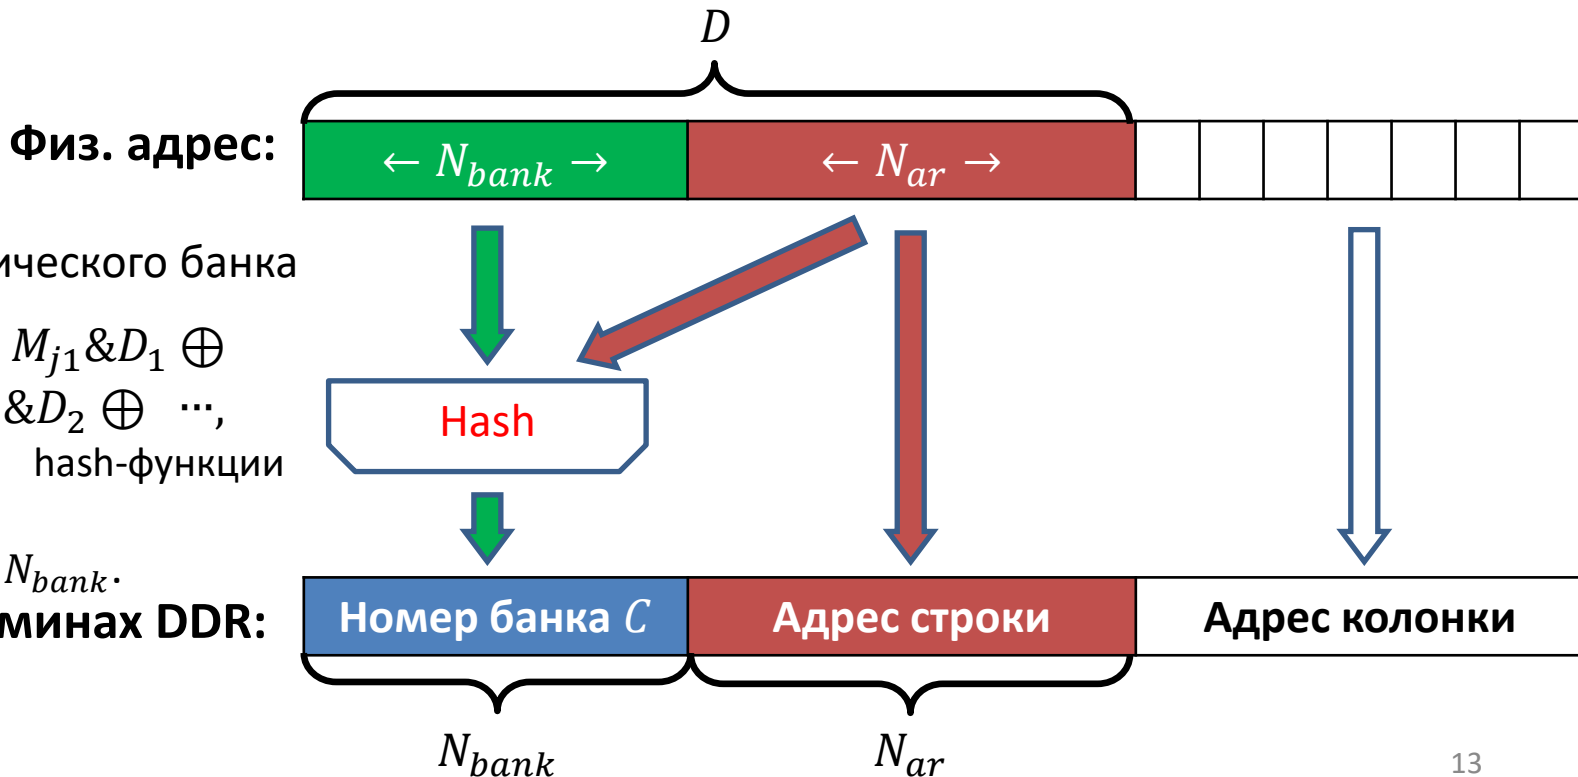 D
Физ. адрес:
← N_bank →
← N_ar →
ического банка
M_j1&D_1 ⊕
&D_2 ⊕ …,
Hash
hash-функции
N_bank.
минах DDR:
Номер банка C
Адрес строки
Адрес колонки
N_bank
N_ar
13